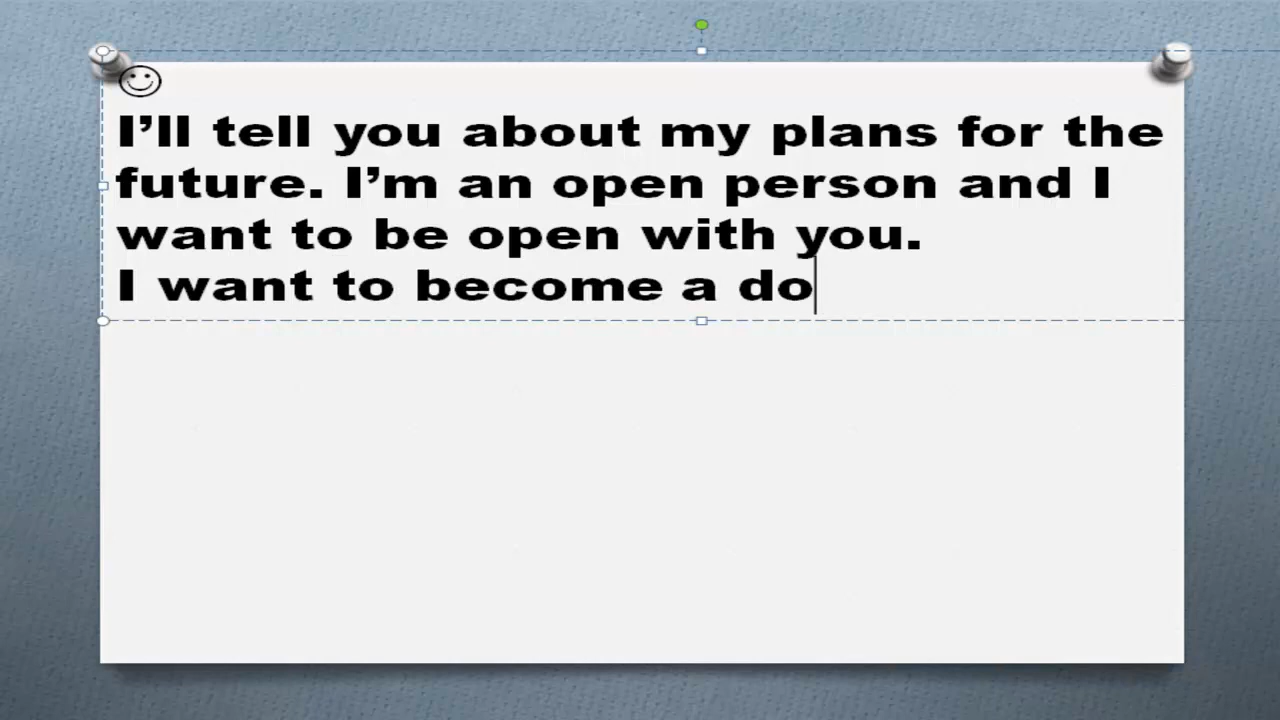 I’ll tell you about my plans for the
future. I’m an open person and I
want to be open with you.
I want to become a do